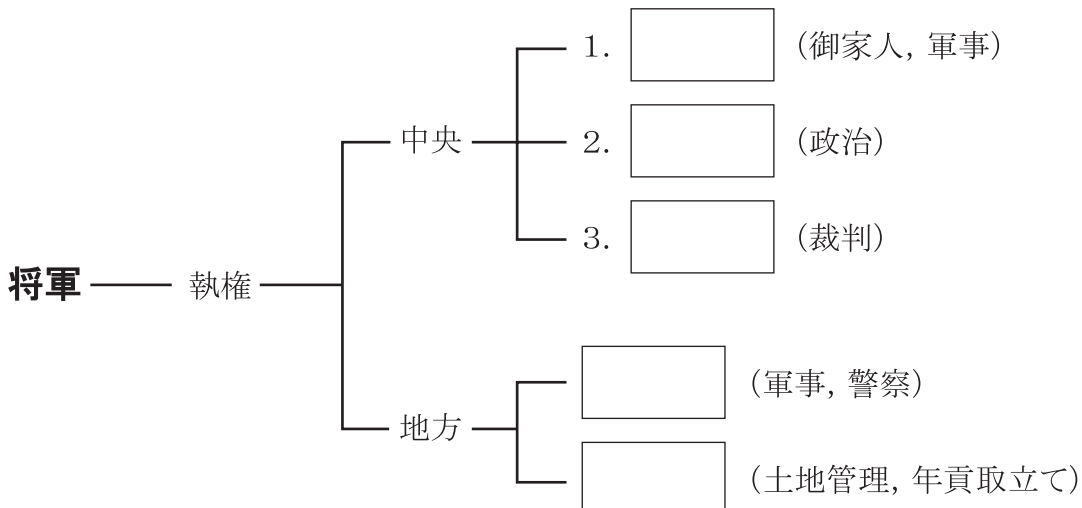 1.
(御家人, 軍事)
中央
2.
(政治)
3.
(裁判)
将軍
執権
(軍事, 警察)
地方
(土地管理, 年貢取立て)